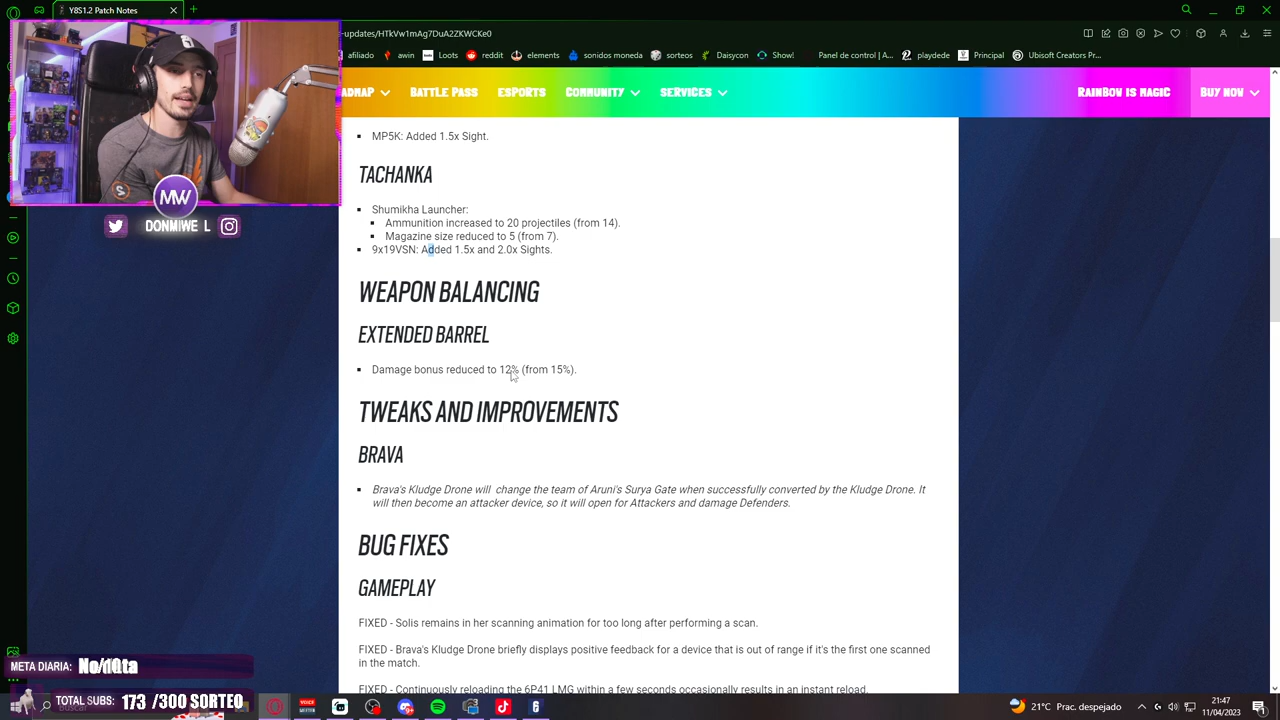 Y8S1.2 Patch Notes
-updates/HTkVw1mAg7DuA2ZKWCKe0
afiliado
awin
Loots
reddit
elements
sonidos moneda
sorteos
Daisycon
Show!
Panel de control | A...
playdede
Principal
Ubisoft Creators Pr...
ADMAP
BATTLE PASS
ESPORTS
COMMUNITY
SERVICES
RAINBOW IS MAGIC
BUY NOW
MW
DONMIWE L
MP5K: Added 1.5x Sight.
TACHANKA
Shumikha Launcher:
Ammunition increased to 20 projectiles (from 14).
Magazine size reduced to 5 (from 7).
9x19VSN: Added 1.5x and 2.0x Sights.
WEAPON BALANCING
EXTENDED BARREL
Damage bonus reduced to 12% (from 15%).
TWEAKS AND IMPROVEMENTS
BRAVA
Brava's Kludge Drone will change the team of Aruni's Surya Gate when successfully converted by the Kludge Drone. It
will then become an attacker device, so it will open for Attackers and damage Defenders.
BUG FIXES
GAMEPLAY
FIXED - Solis remains in her scanning animation for too long after performing a scan.
FIXED - Brava's Kludge Drone briefly displays positive feedback for a device that is out of range if it's the first one scanned
in the match.
FIXED - Continuously reloading the 6P41 LMG within a few seconds occasionally results in an instant reload.
META DIARIA:
TOTAL SUBS: 173 /300 SORTEO
21°C Prac. despejado
21:47
11/04/2023